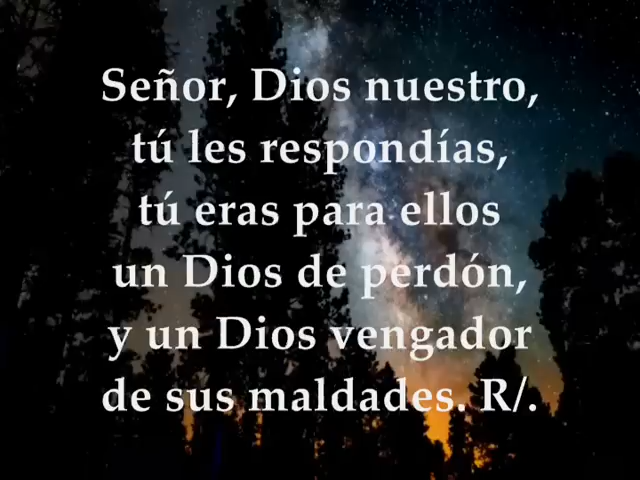 Señor, Dios nuestro,
tú les respondías,
tú eras para ellos
un Dios de perdón,
y un Dios vengador
de sus maldades. R/.